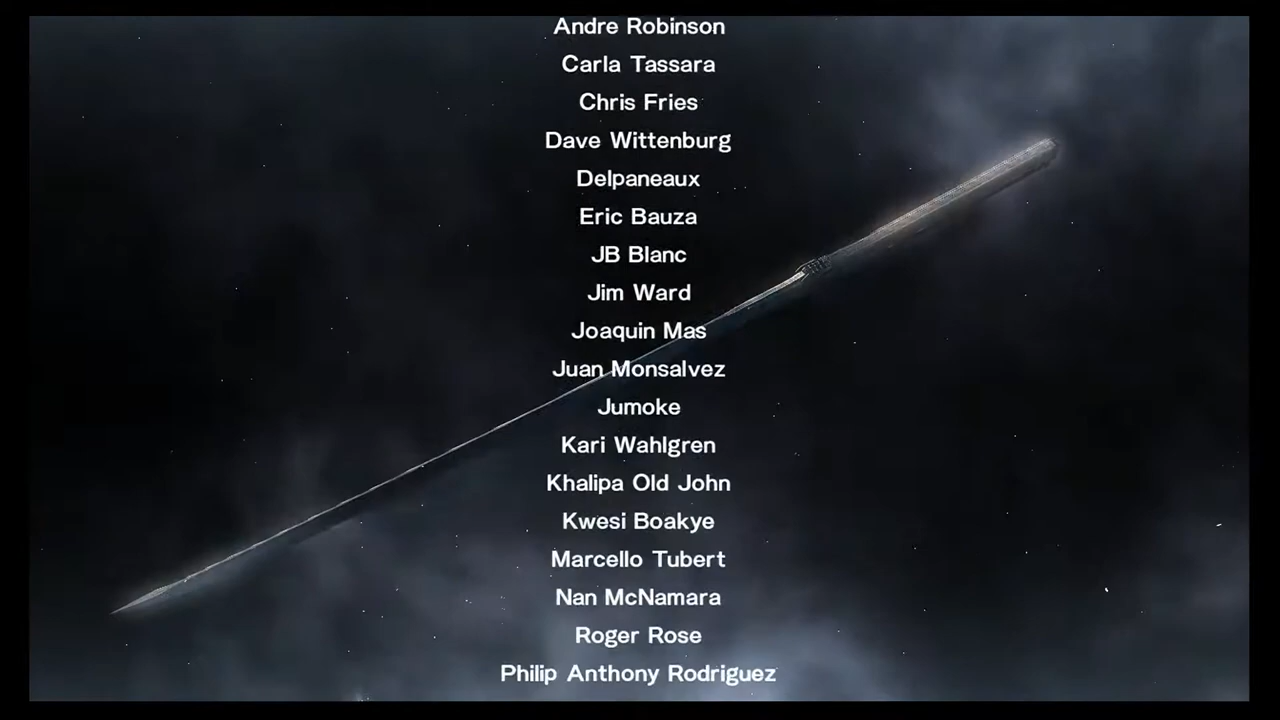 Andre Robinson
Carla Tassara
Chris Fries
Dave Wittenburg
Delpaneaux
Eric Bauza
JB Blanc
Jim Ward
Joaquin Mas
Juan Monsalvez
Jumoke
Kari Wahlgren
Khalipa Old John
Kwesi Boakye
Marcello Tubert
Nan McNamara
Roger Rose
Philip Anthony Rodriguez